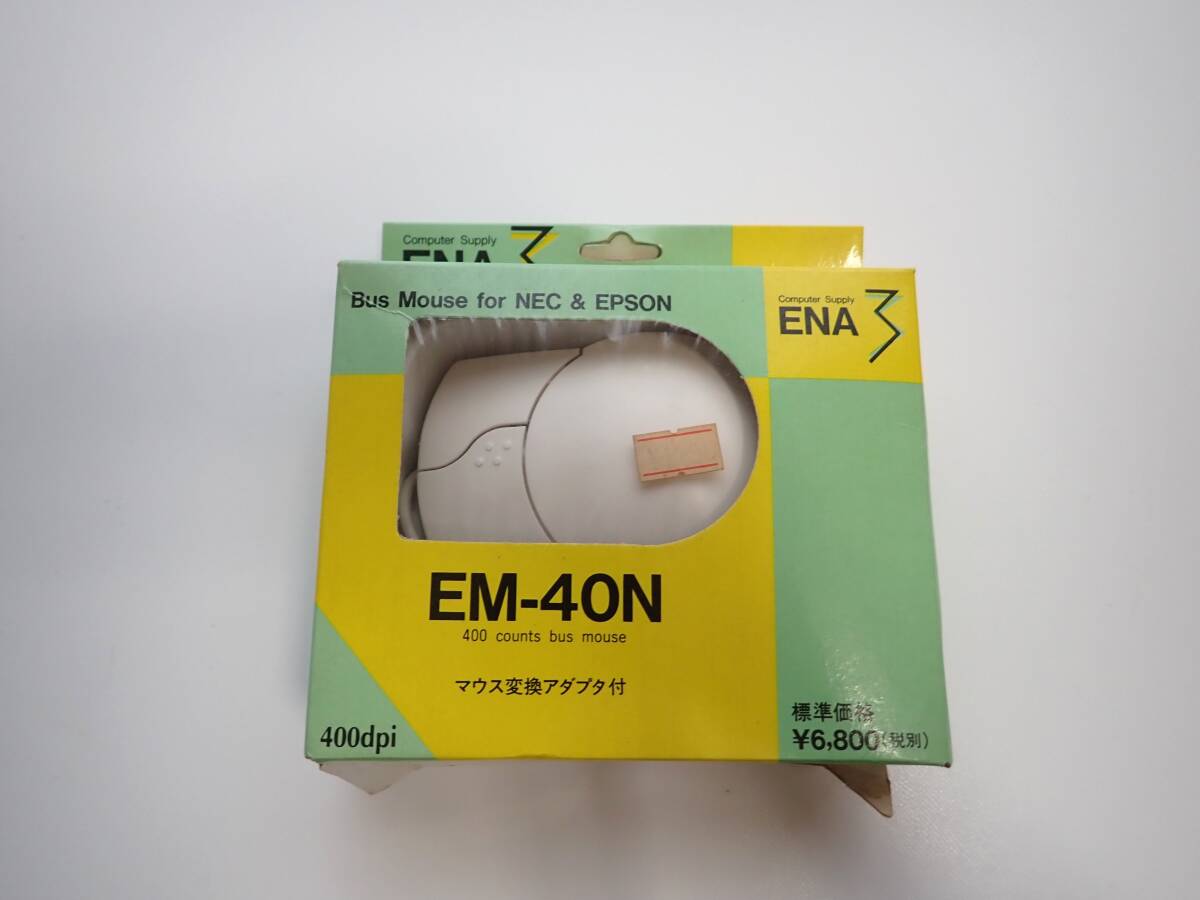 Computer Supply
ENA
Bus Mouse for NEC & EPSON
Computer Supply
ENA
EM-40N
400 counts bus mouse
マウス変換アダプタ付
400dpi
標準価格
¥6,800(税別)